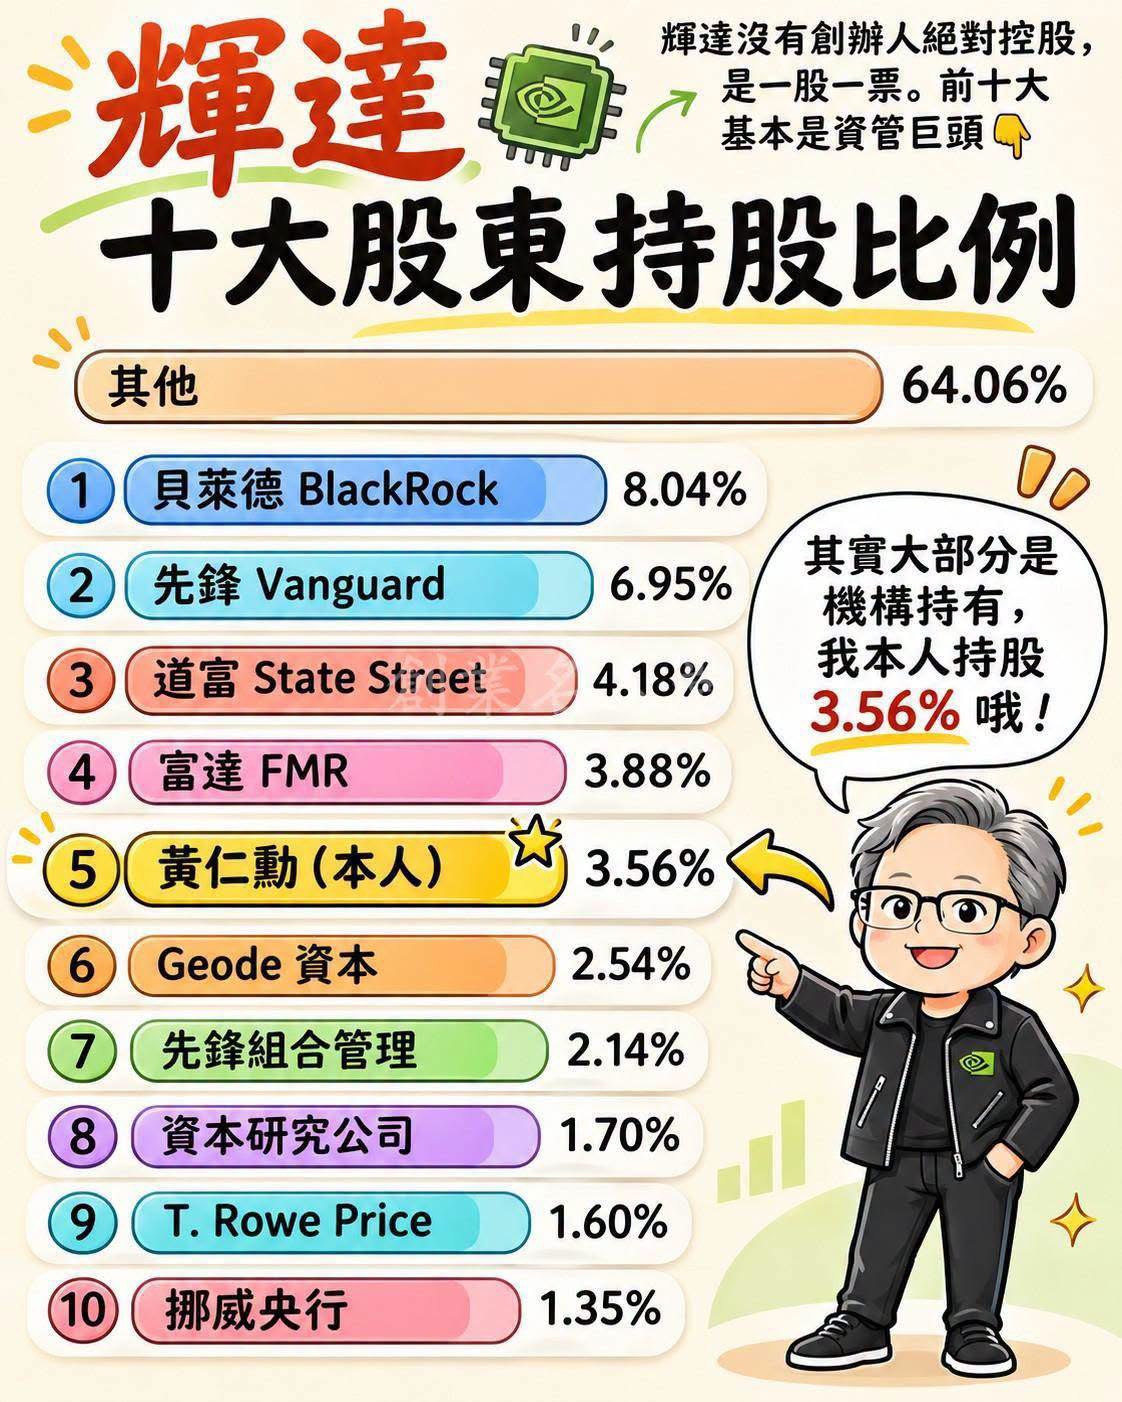 輝達
輝達沒有創辦人絕對控股，
是一股一票。前十大
基本是資管巨頭
十大股東持股比例
其他 64.06%
1 貝萊德 BlackRock 8.04%
2 先鋒 Vanguard 6.95%
3 道富 State Street 4.18%
4 富達 FMR 3.88%
5 黃仁勳（本人） 3.56%
6 Geode 資本 2.54%
7 先鋒組合管理 2.14%
8 資本研究公司 1.70%
9 T. Rowe Price 1.60%
10 挪威央行 1.35%
其實大部分是
機構持有，
我本人持股
3.56% 哦！
創業名